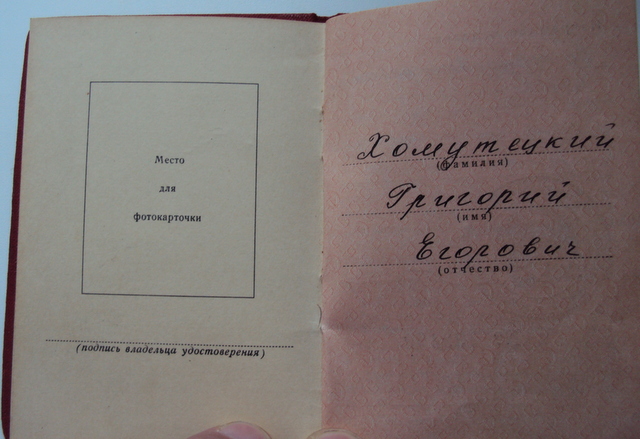 Место
для
фотокарточки
(подпись владельца удостоверения)
Хомутецкий
(фамилия)
Григорий
(имя)
Егорович
(отчество)